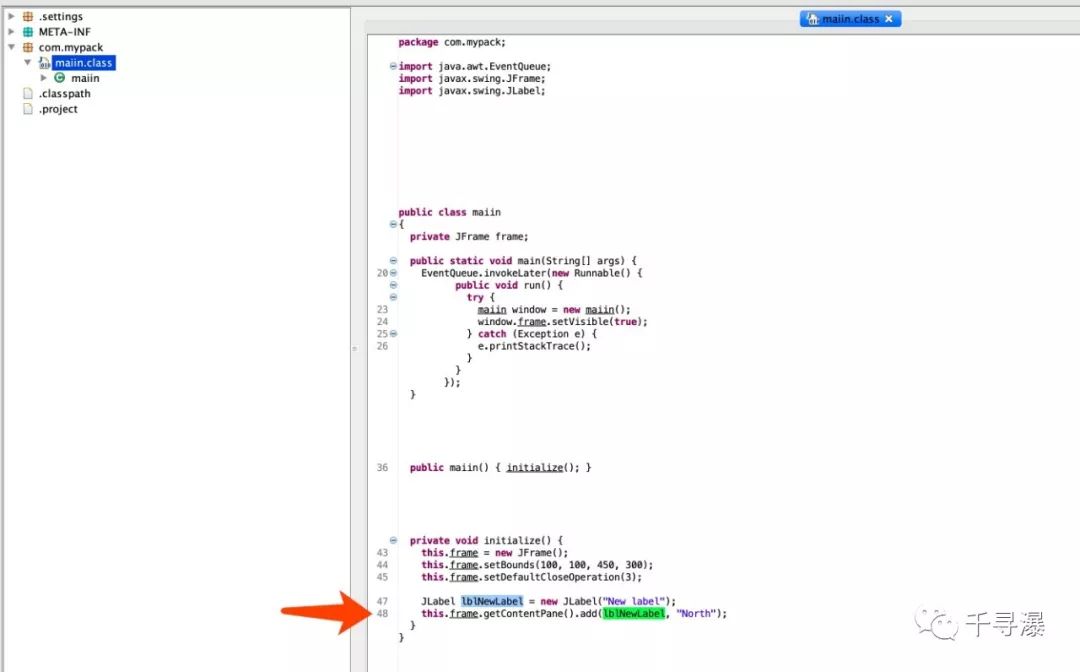 .settings
META-INF
com.mypack
maiin.class
maiin
.classpath
.project
maiin.class
package com.mypack;
import java.awt.EventQueue;
import javax.swing.JFrame;
import javax.swing.JLabel;
public class maiin
{
private JFrame frame;
public static void main(String[] args) {
20 EventQueue.invokeLater(new Runnable() {
public void run() {
try {
23 maiin window = new maiin();
24 window.frame.setVisible(true);
25 } catch (Exception e) {
26 e.printStackTrace();
}
}
});
}
36 public maiin() { initialize(); }
private void initialize() {
43 this.frame = new JFrame();
44 this.frame.setBounds(100, 100, 450, 300);
45 this.frame.setDefaultCloseOperation(3);
47 JLabel lblNewLabel = new JLabel("New label");
48 this.frame.getContentPane().add(lblNewLabel, "North");
}
}
千寻瀑